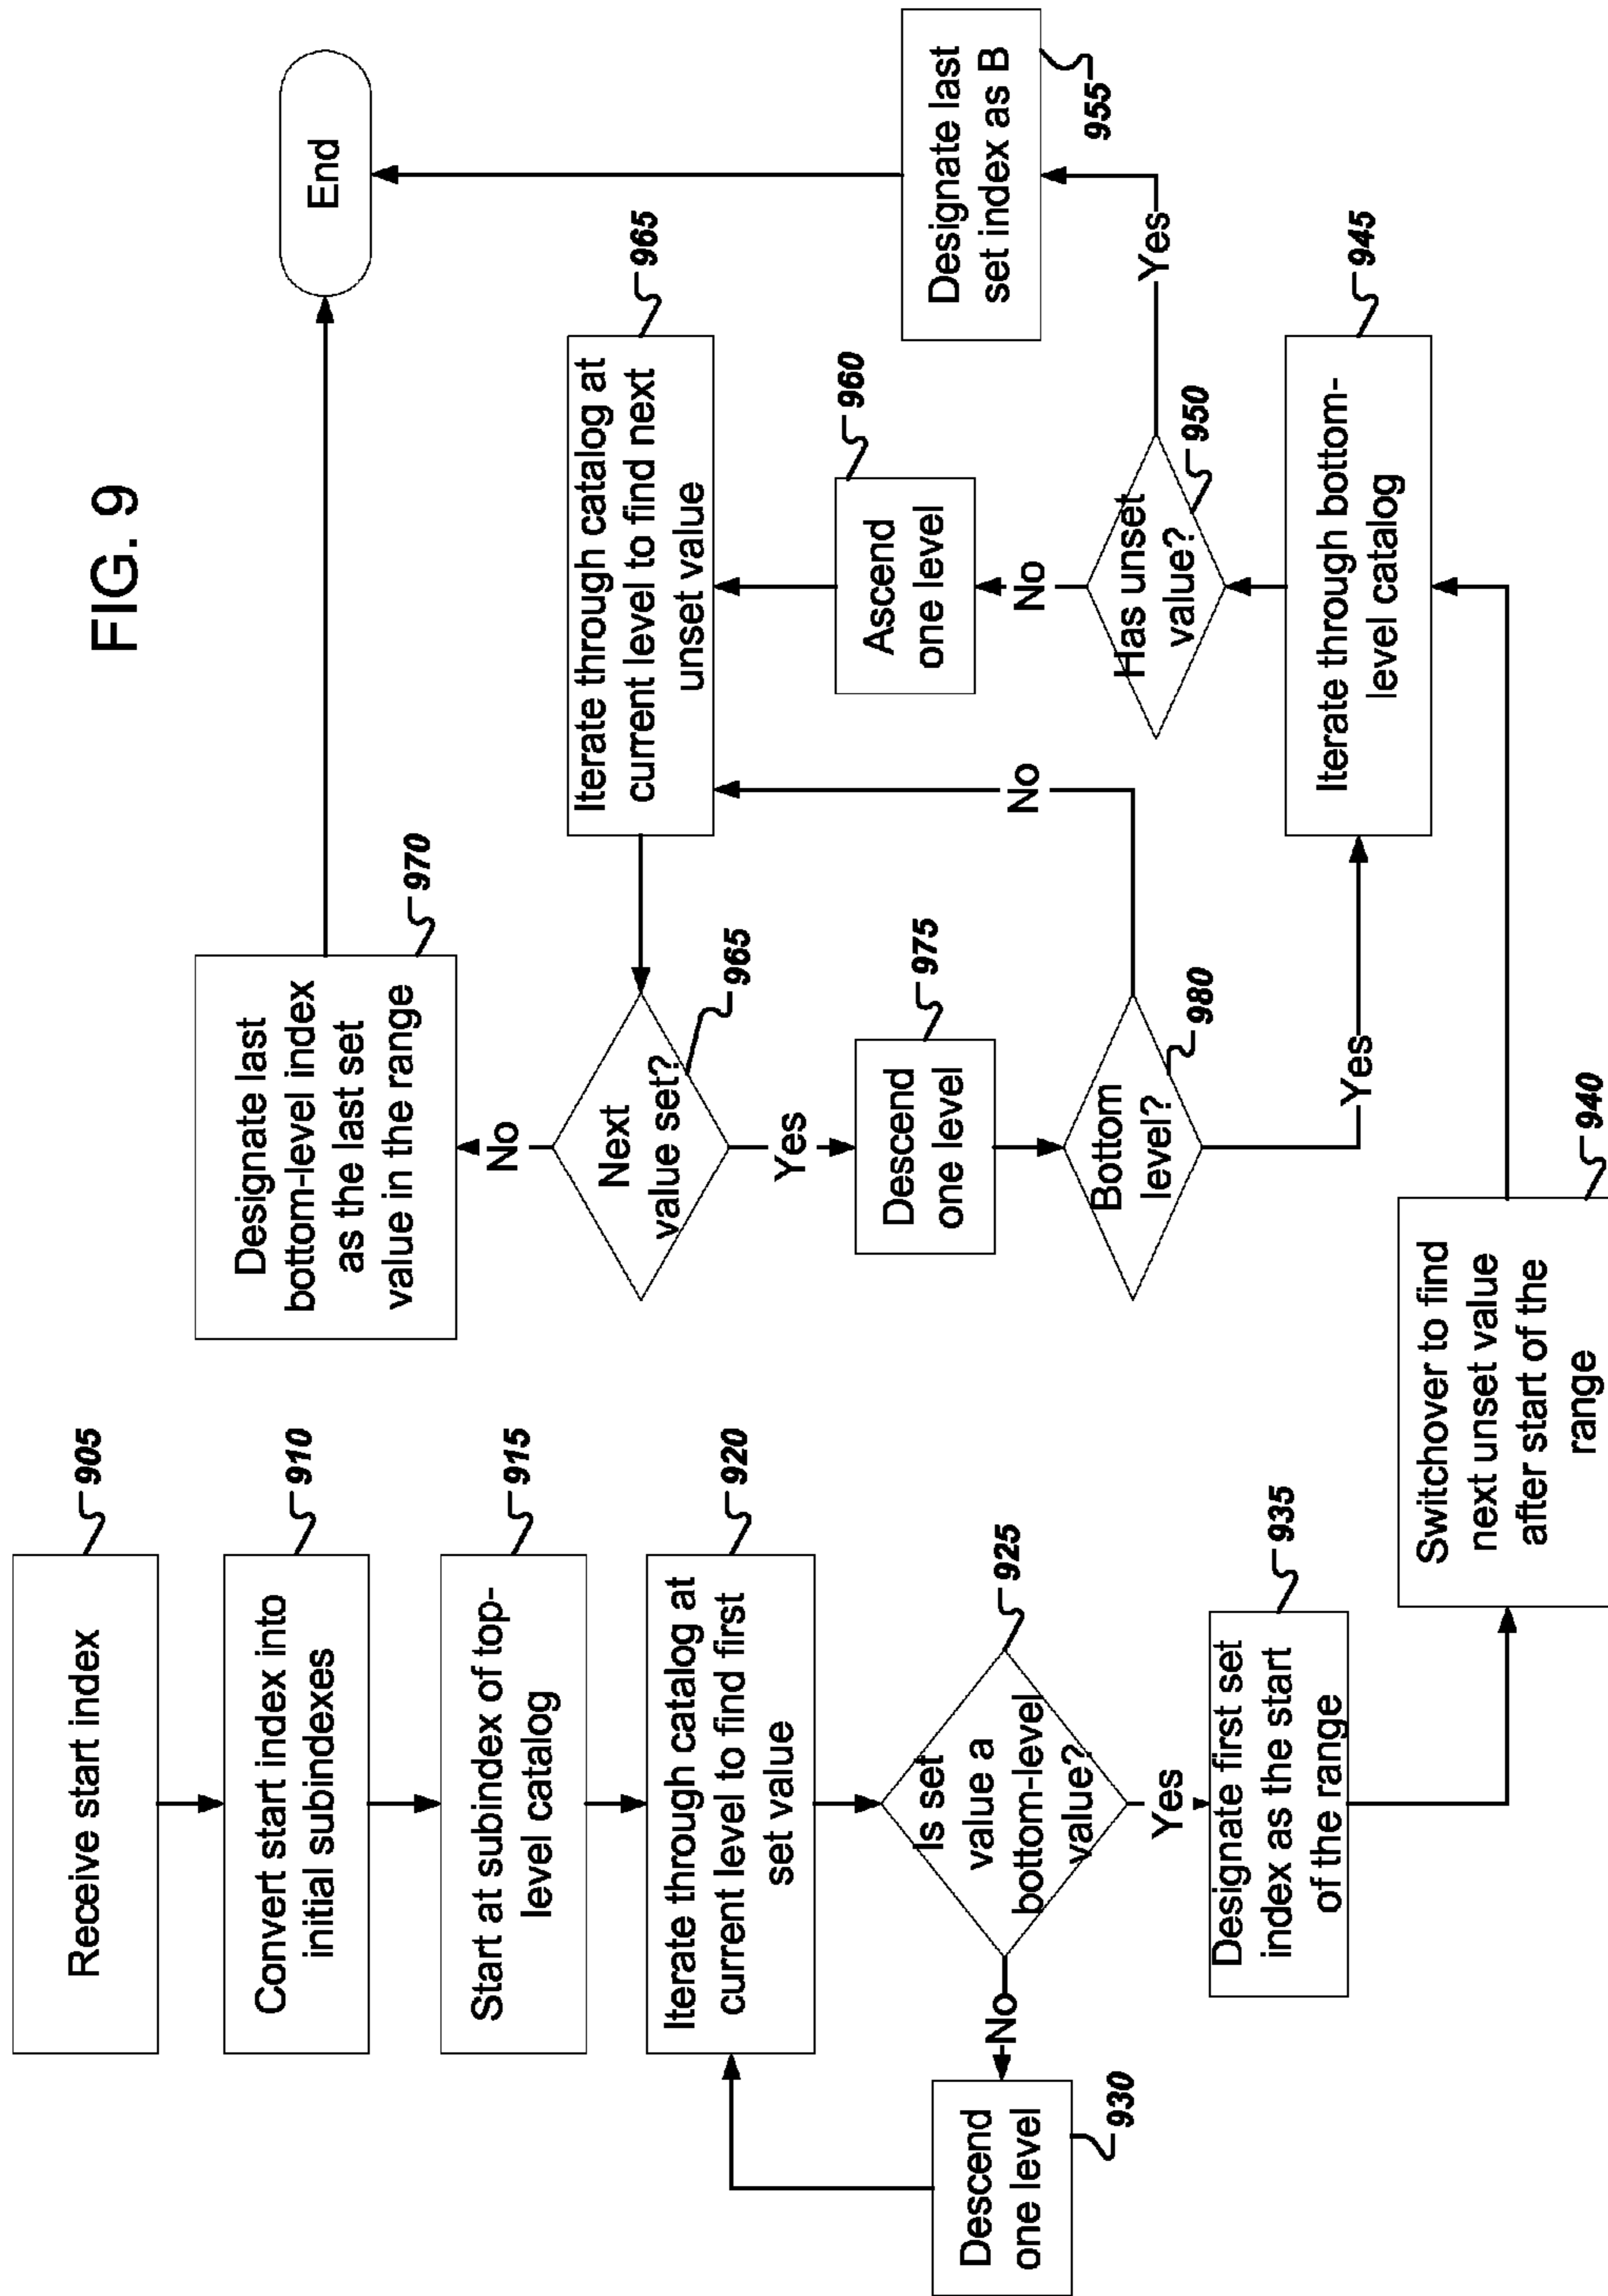 FIG. 9
Receive start index
905
Convert start index into
initial subindexes
910
Start at subindex of top-
level catalog
915
Iterate through catalog at
current level to find first
set value
920
Is set
value a
bottom-level
value?
925
No
Descend
one level
930
Yes
Designate first set
index as the start
of the range
935
Switchover to find
next unset value
after start of the
range
940
Iterate through bottom-
level catalog
945
Has unset
value?
950
Yes
Designate last
set index as B
955
No
Ascend
one level
960
Iterate through catalog at
current level to find next
unset value
965
Next
value set?
965
No
Designate last
bottom-level index
as the last set
value in the range
970
Yes
Descend
one level
975
Bottom
level?
980
No
Yes
End